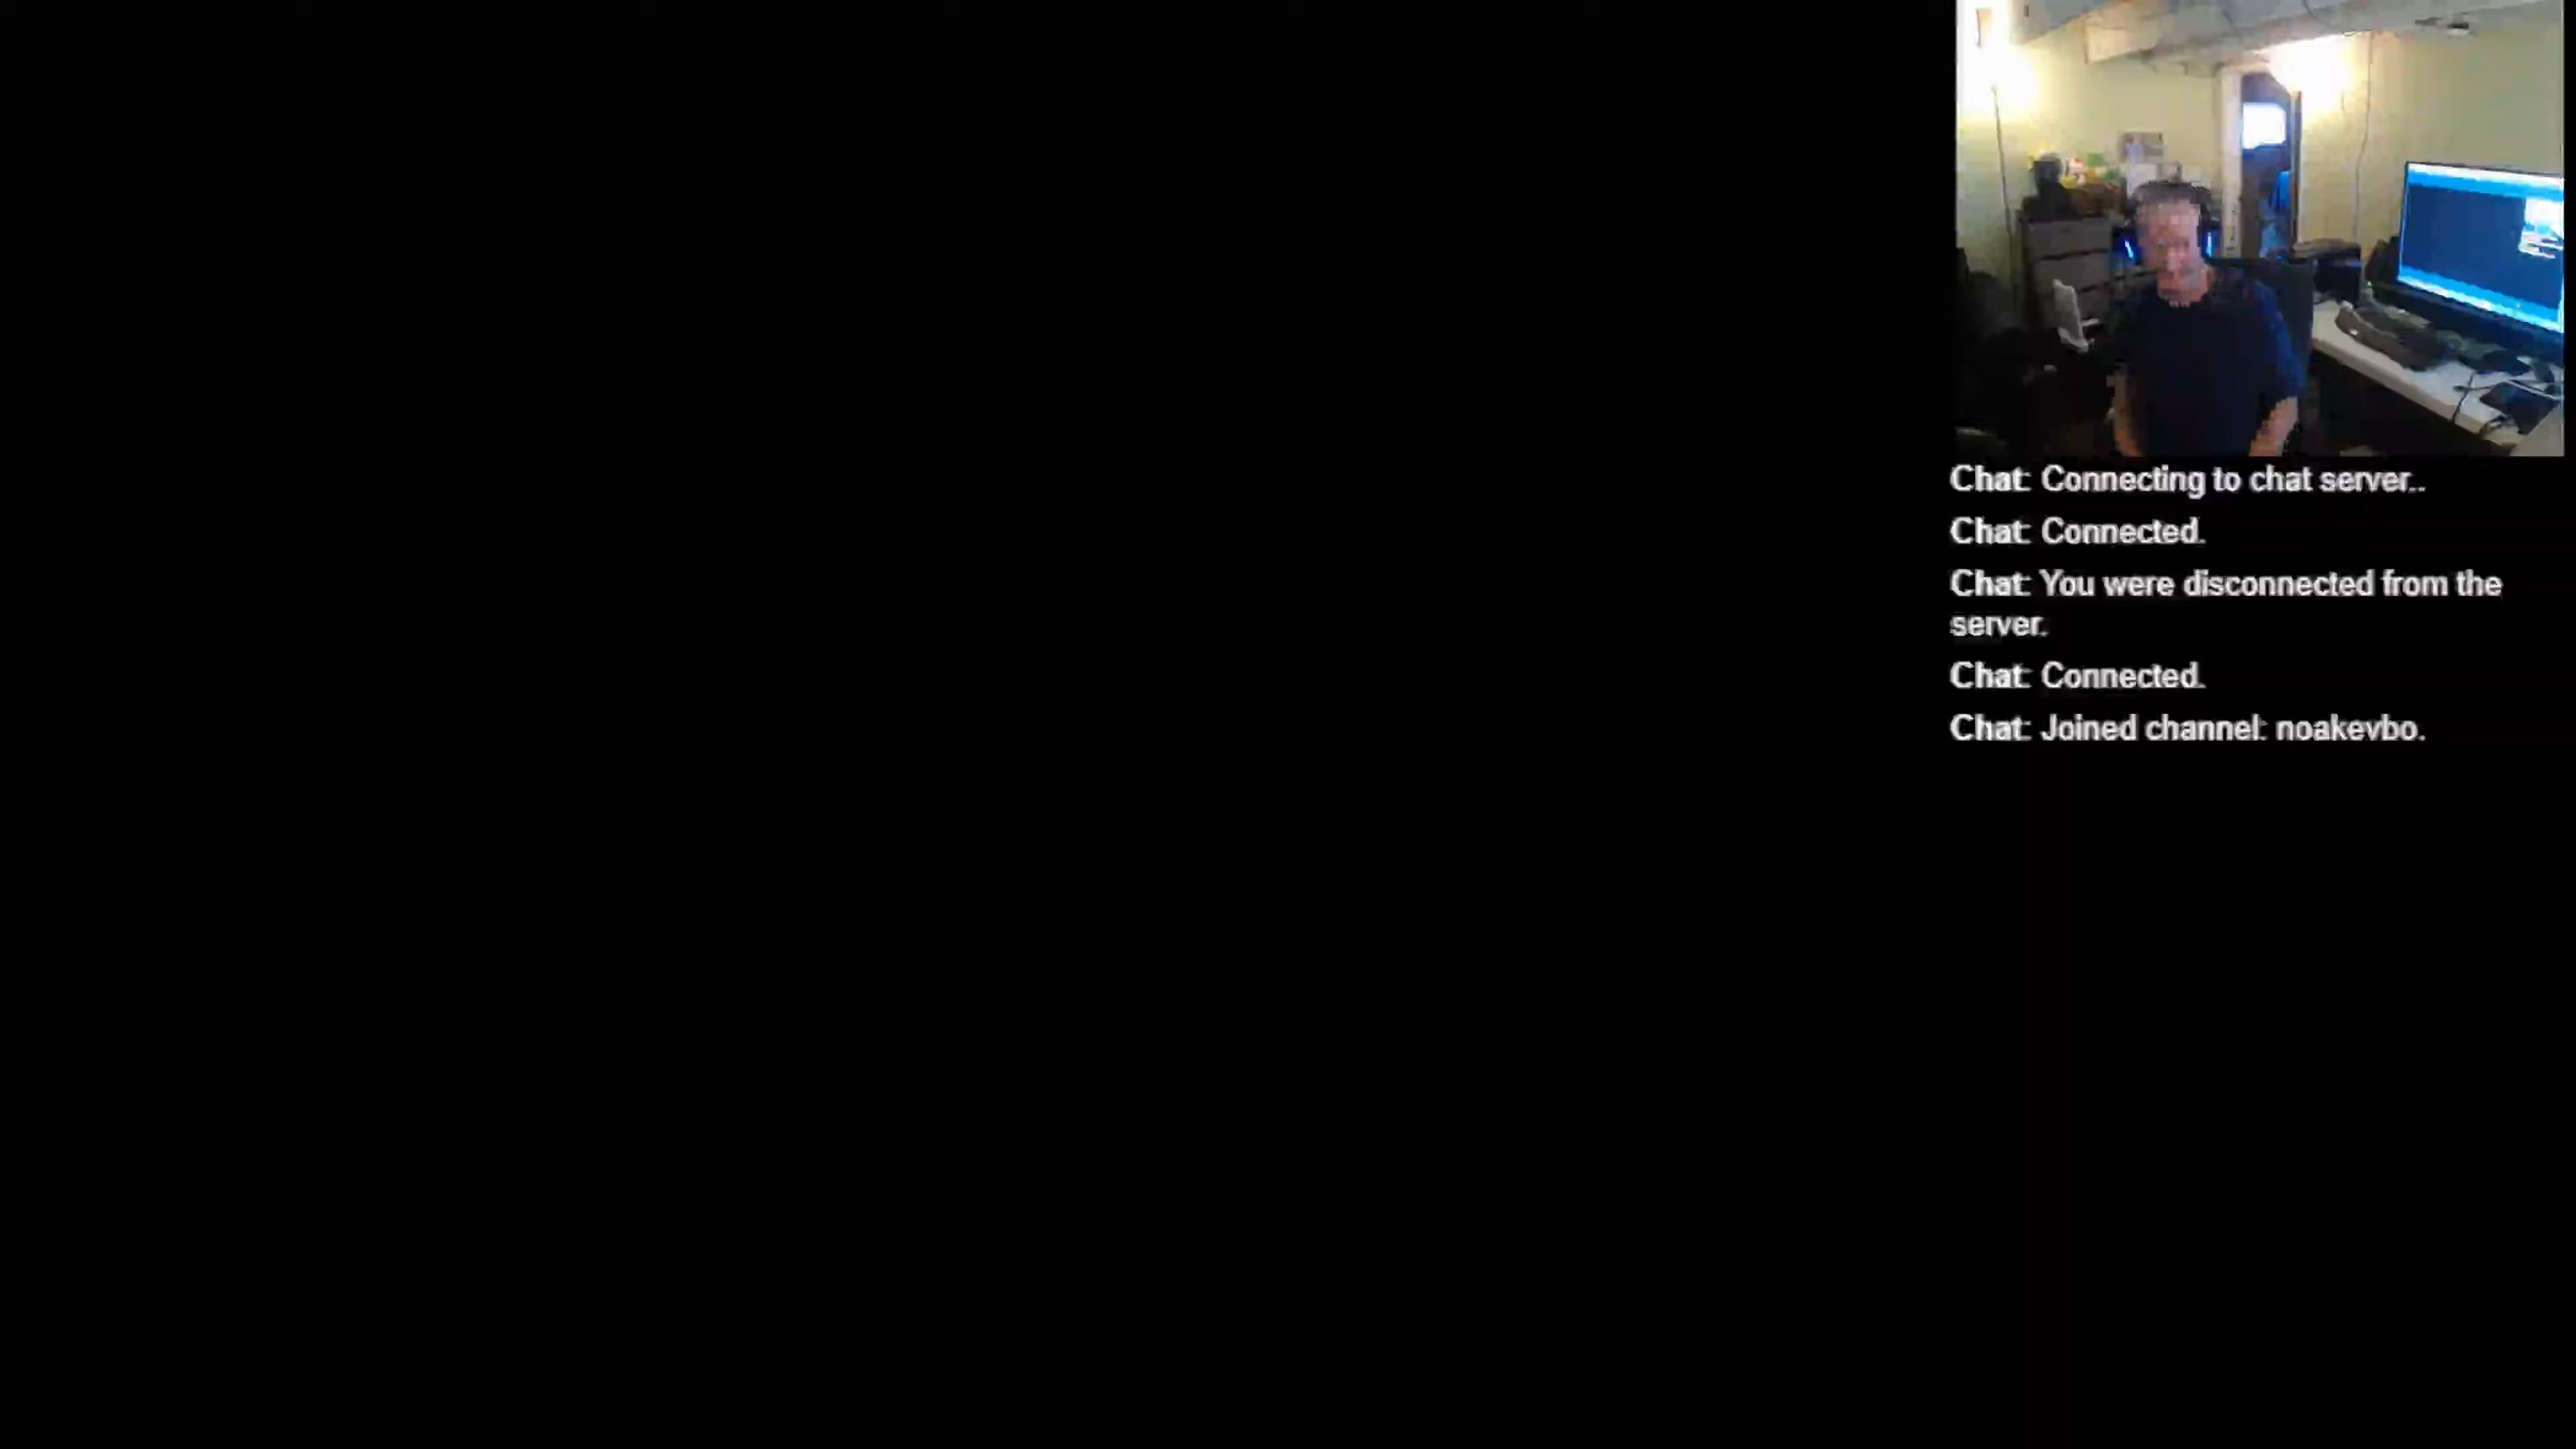 Chat: Connecting to chat server..
Chat: Connected.
Chat: You were disconnected from the
server.
Chat: Connected.
Chat: Joined channel: noakevbo.